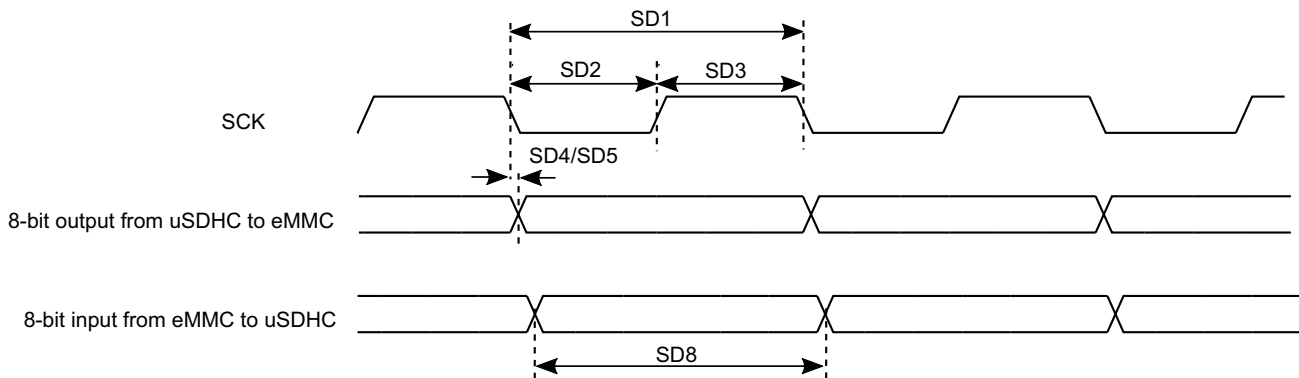 SD1
SD2
SD3
SCK
SD4/SD5
8-bit output from uSDHC to eMMC
8-bit input from eMMC to uSDHC
SD8